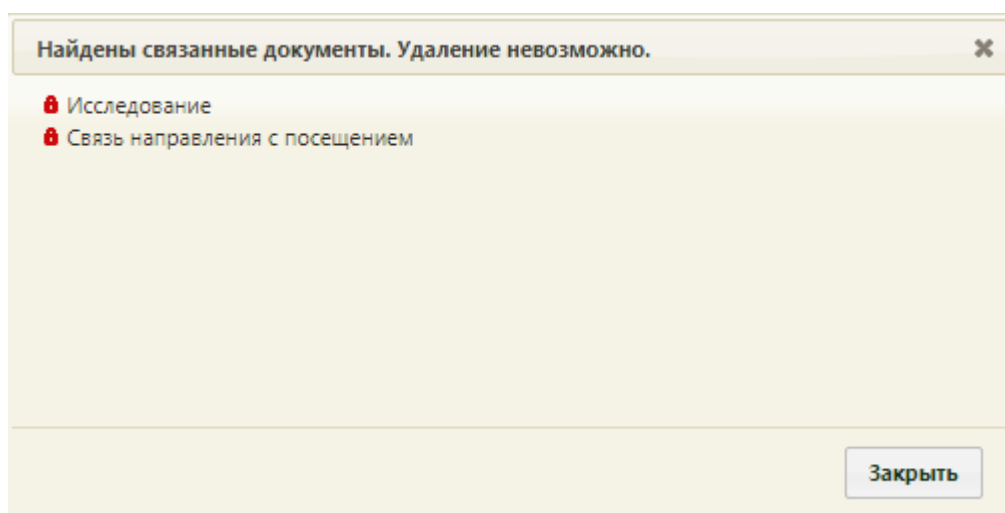 Найдены связанные документы. Удаление невозможно.
Исследование
Связь направления с посещением
Закрыть